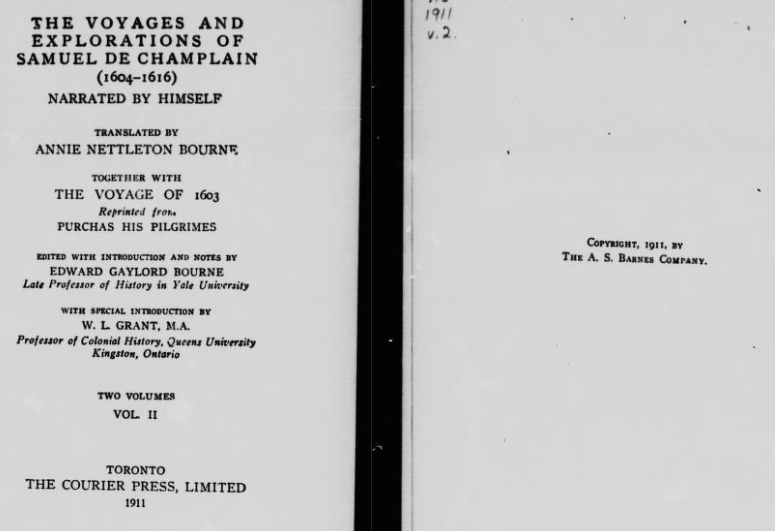 THE VOYAGES AND
EXPLORATIONS OF
SAMUEL DE CHAMPLAIN
(1604–1616)
NARRATED BY HIMSELF
TRANSLATED BY
ANNIE NETTLETON BOURNE
TOGETHER WITH
THE VOYAGE OF 1603
Reprinted from
PURCHAS HIS PILGRIMES
EDITED WITH INTRODUCTION AND NOTES BY
EDWARD GAYLORD BOURNE
Late Professor of History in Yale University
WITH SPECIAL INTRODUCTION BY
W. L. GRANT, M.A.
Professor of Colonial History, Queens University
Kingston, Ontario
TWO VOLUMES
VOL. II
TORONTO
THE COURIER PRESS, LIMITED
1911
1911
v.2.
COPYRIGHT, 1911, BY
THE A. S. BARNES COMPANY.